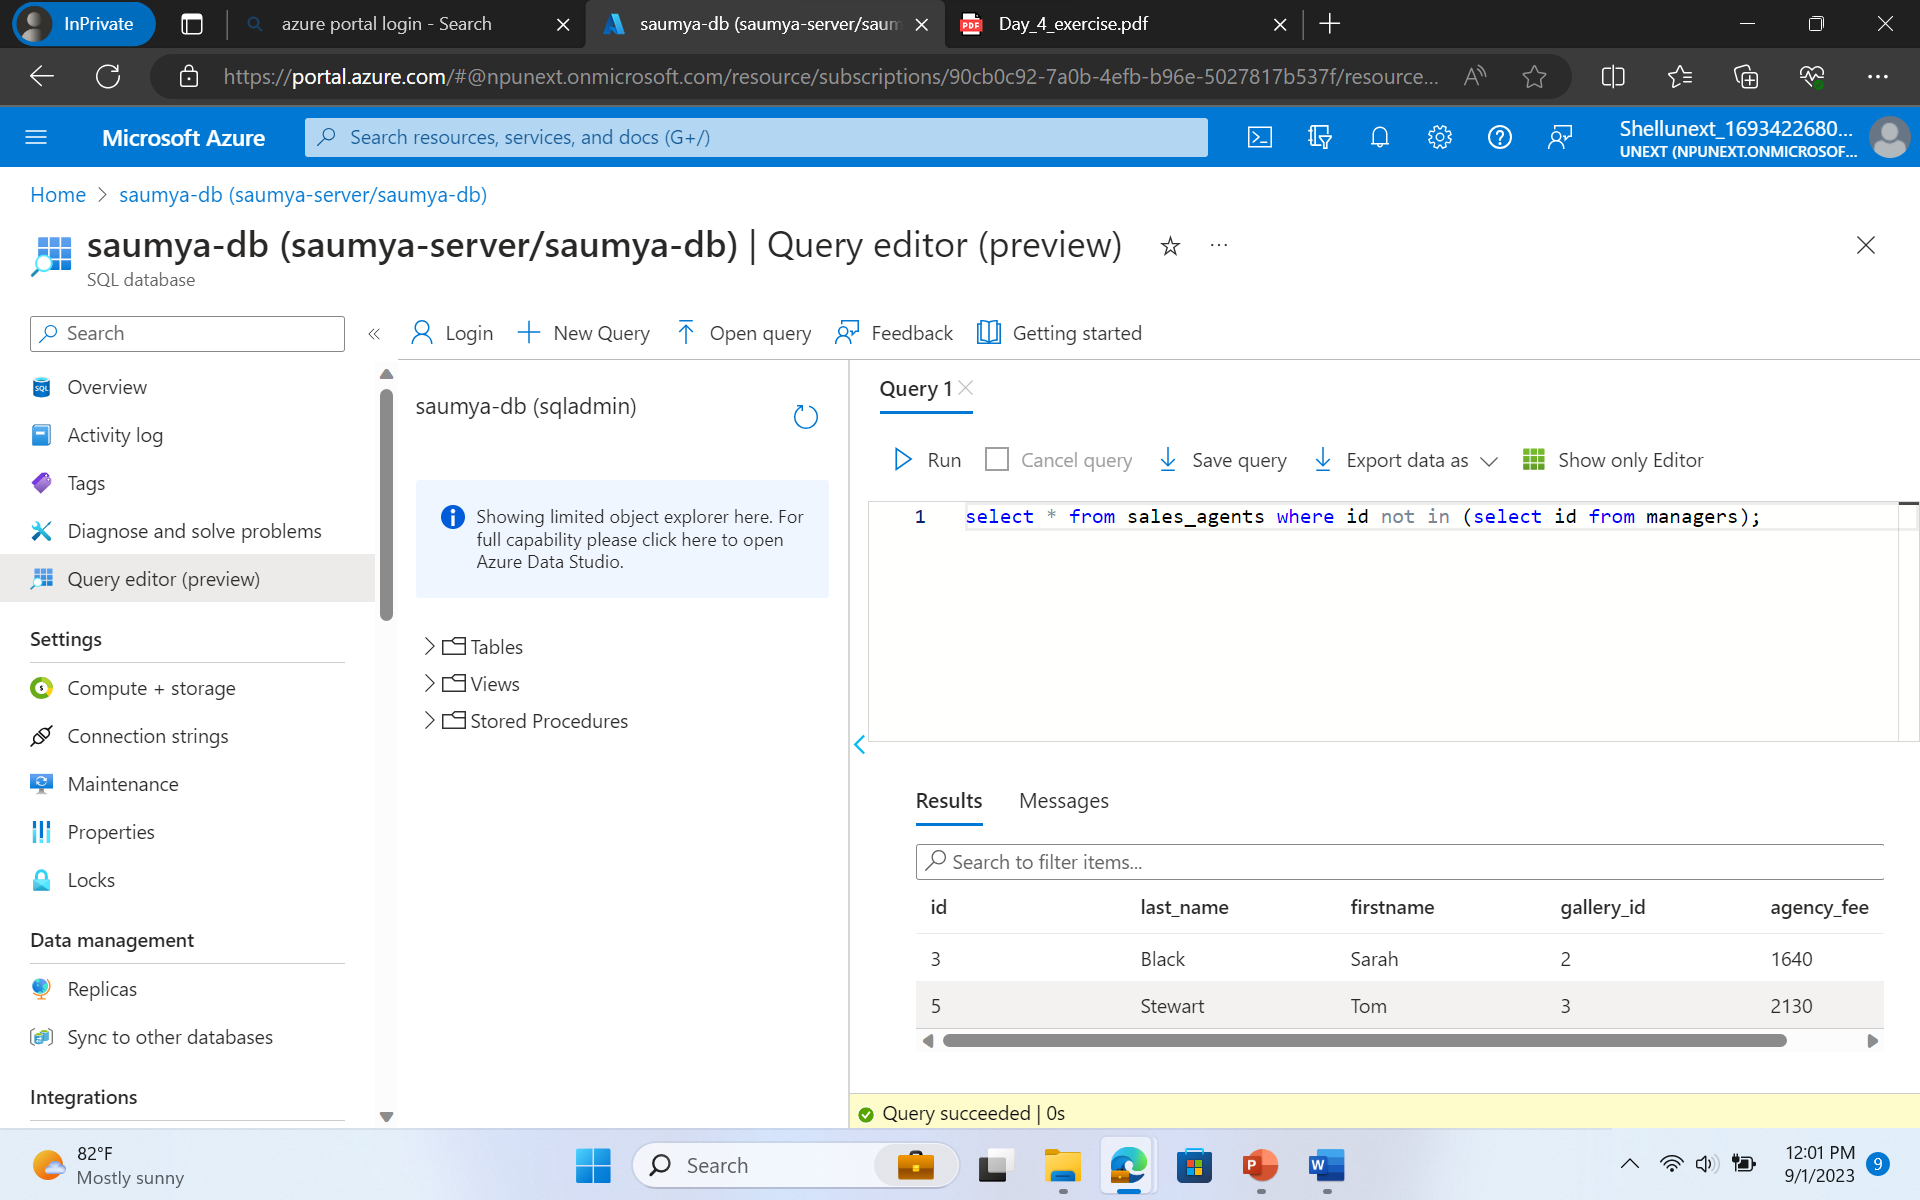 InPrivate
azure portal login - Search
saumya-db (saumya-server/saum
PDF
Day_4_exercise.pdf
https://portal.azure.com/#@npunext.onmicrosoft.com/resource/subscriptions/90cb0c92-7a0b-4efb-b96e-5027817b537f/resource...
Microsoft Azure
Search resources, services, and docs (G+/)
Shellunext_1693422680...
UNEXT (NPUNEXT.ONMICROSOF...
Home > saumya-db (saumya-server/saumya-db)
saumya-db (saumya-server/saumya-db) | Query editor (preview)
SQL database
Search
Login
New Query
Open query
Feedback
Getting started
SQL
Overview
Activity log
Tags
Diagnose and solve problems
Query editor (preview)
Settings
Compute + storage
Connection strings
Maintenance
Properties
Locks
Data management
Replicas
Sync to other databases
Integrations
saumya-db (sqladmin)
Showing limited object explorer here. For
full capability please click here to open
Azure Data Studio.
Tables
Views
Stored Procedures
Query 1
Run
Cancel query
Save query
Export data as
Show only Editor
1 select * from sales_agents where id not in (select id from managers);
Results
Messages
Search to filter items...
id last_name firstname gallery_id agency_fee
3 Black Sarah 2 1640
5 Stewart Tom 3 2130
Query succeeded | 0s
82°F
Mostly sunny
Search
P
W
12:01 PM
9/1/2023
9